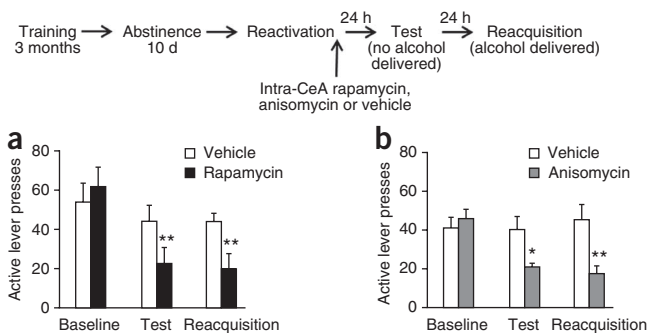 Training
3 months
Abstinence
10 d
Reactivation
24 h
Test
(no alcohol
delivered)
24 h
Reacquisition
(alcohol delivered)
Intra-CeA rapamycin,
anisomycin or vehicle
a
Active lever presses
80
60
40
20
0
Vehicle
Rapamycin
**
**
Baseline
Test
Reacquisition
b
Active lever presses
80
60
40
20
0
Vehicle
Anisomycin
*
**
Baseline
Test
Reacquisition